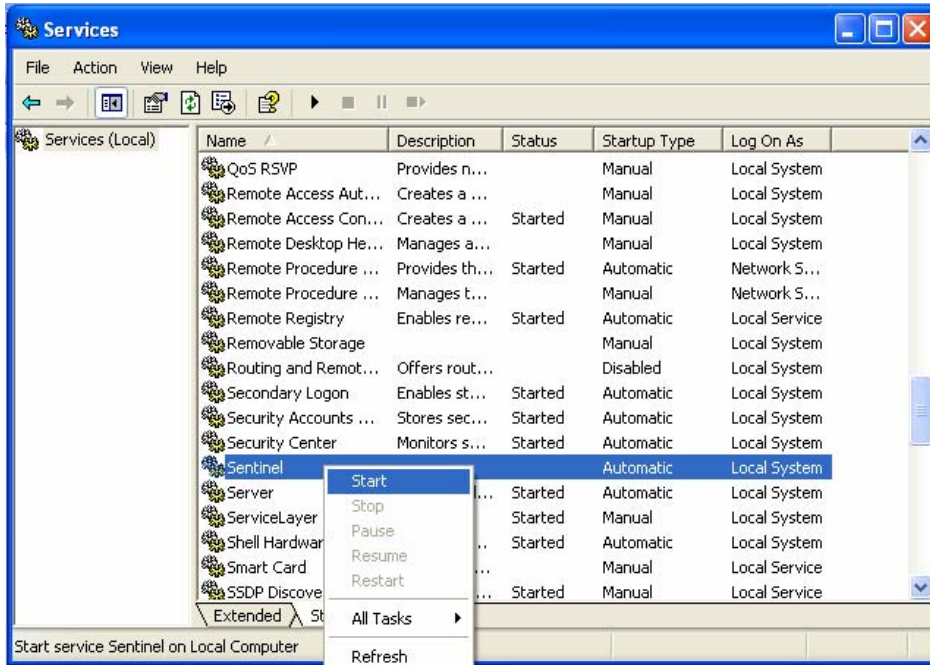 Services
File Action View Help
Services (Local)
Name Description Status Startup Type Log On As
QoS RSVP Provides n... Manual Local System
Remote Access Aut... Creates a ... Manual Local System
Remote Access Con... Creates a ... Started Manual Local System
Remote Desktop He... Manages a... Manual Local System
Remote Procedure ... Provides th... Started Automatic Network S...
Remote Procedure ... Manages t... Manual Network S...
Remote Registry Enables re... Started Automatic Local Service
Removable Storage Manual Local System
Routing and Remot... Offers rout... Disabled Local System
Secondary Logon Enables st... Started Automatic Local System
Security Accounts ... Stores sec... Started Automatic Local System
Security Center Monitors s... Started Automatic Local System
Sentinel Automatic Local System
Server Started Automatic Local System
ServiceLayer Started Manual Local System
Shell Hardwar Started Automatic Local System
Smart Card Manual Local Service
SSDP Discove Started Manual Local Service
Start
Stop
Pause
Resume
Restart
All Tasks
Refresh
Extended St
Start service Sentinel on Local Computer